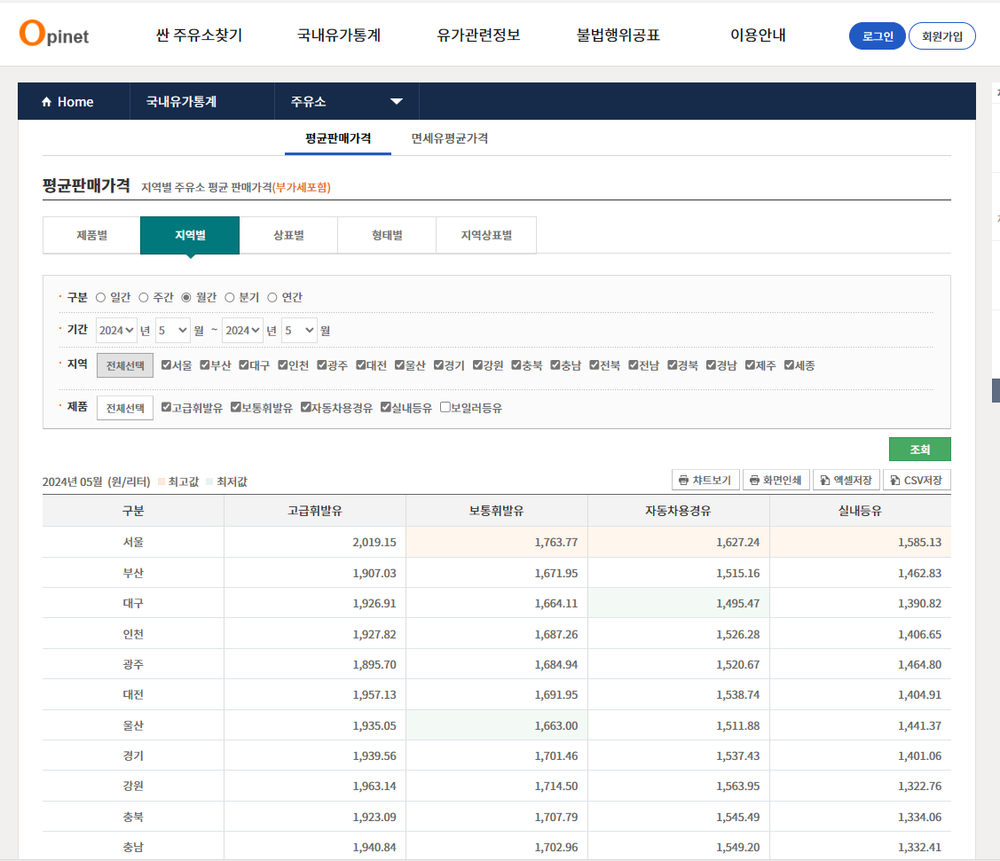 Opinet 싼 주유소찾기 국내유가통계 유가관련정보 불법행위공표 이용안내 로그인 회원가입
Home 국내유가통계 주유소
평균판매가격 면세유평균가격
평균판매가격 지역별 주유소 평균 판매가격(부가세포함)
제품별 지역별 상표별 형태별 지역상표별
구분 일간 주간 월간 분기 연간
기간 2024 년 5 월 ~ 2024 년 5 월
지역 전체선택 서울 부산 대구 인천 광주 대전 울산 경기 강원 충북 충남 전북 전남 경북 경남 제주 세종
제품 전체선택 고급휘발유 보통휘발유 자동차용경유 실내등유 보일러등유
조회
2024년 05월 (원/리터) 최고값 최저값 챠트보기 화면인쇄 엑셀저장 CSV저장
구분 고급휘발유 보통휘발유 자동차용경유 실내등유
서울 2,019.15 1,763.77 1,627.24 1,585.13
부산 1,907.03 1,671.95 1,515.16 1,462.83
대구 1,926.91 1,664.11 1,495.47 1,390.82
인천 1,927.82 1,687.26 1,526.28 1,406.65
광주 1,895.70 1,684.94 1,520.67 1,464.80
대전 1,957.13 1,691.95 1,538.74 1,404.91
울산 1,935.05 1,663.00 1,511.88 1,441.37
경기 1,939.56 1,701.46 1,537.43 1,401.06
강원 1,963.14 1,714.50 1,563.95 1,322.76
충북 1,923.09 1,707.79 1,545.49 1,334.06
충남 1,940.84 1,702.96 1,549.20 1,332.41